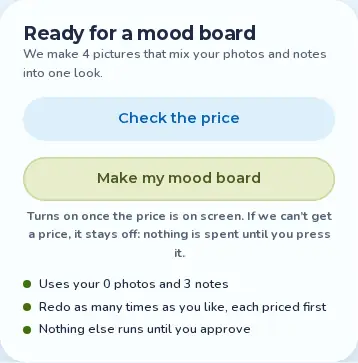 Ready for a mood board
We make 4 pictures that mix your photos and notes
into one look.
Check the price
Make my mood board
Turns on once the price is on screen. If we can't get
a price, it stays off: nothing is spent until you press
it.
Uses your 0 photos and 3 notes
Redo as many times as you like, each priced first
Nothing else runs until you approve